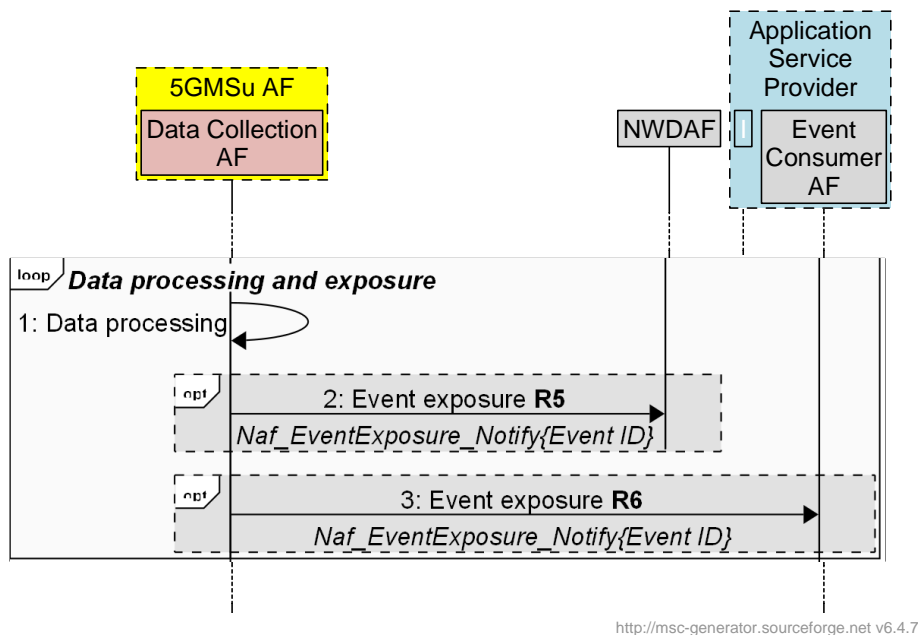 Application
Service
Provider
5GMSu AF
Data Collection
AF
NWDAF
Event
Consumer
AF
loop
Data processing and exposure
1: Data processing
opt
2: Event exposure R5
Naf_EventExposure_Notify{Event ID}
opt
3: Event exposure R6
Naf_EventExposure_Notify{Event ID}
http://msc-generator.sourceforge.net v6.4.7